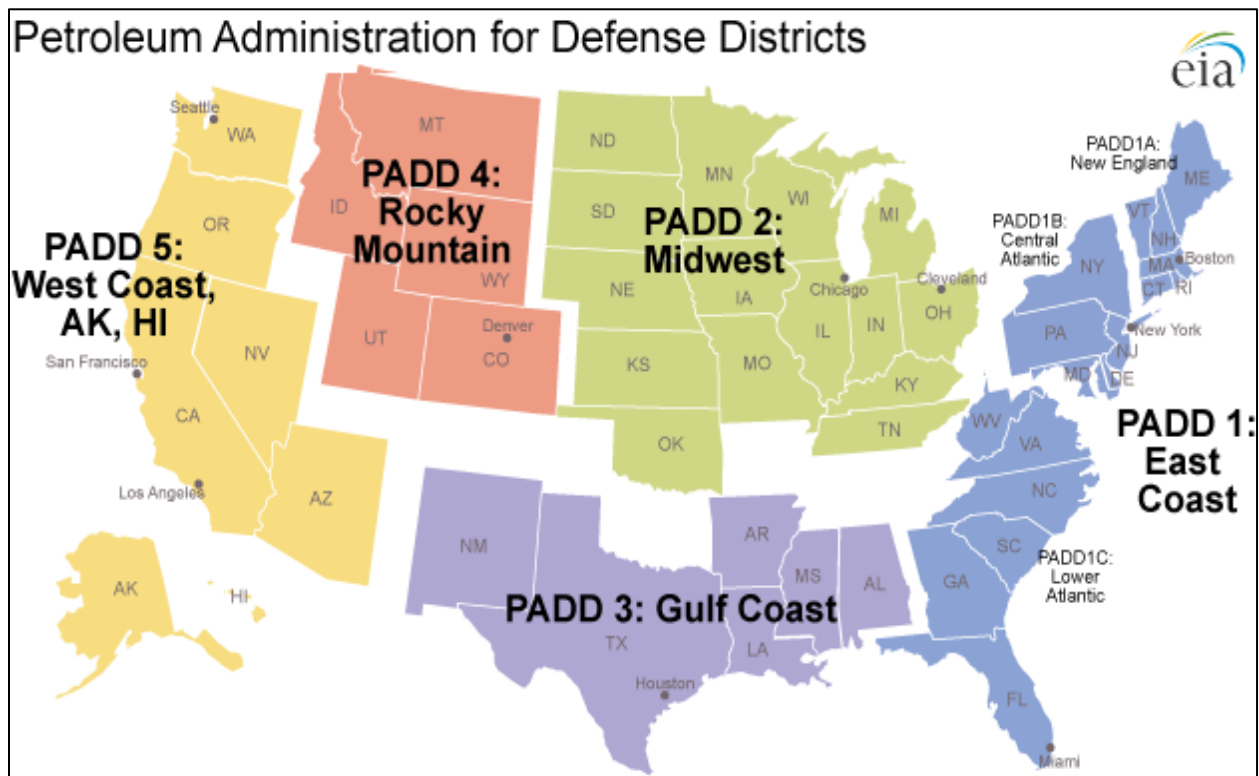 Petroleum Administration for Defense Districts
eia
Seattle
WA
MT
ND
MN
PADD1A:
New England
ME
PADD 4:
Rocky
Mountain
ID
OR
SD
WI
MI
VT
NH
PADD 5:
West Coast,
AK, HI
PADD 2:
Midwest
PADD1B:
Central
Atlantic
NY
MA
Boston
CT
RI
WY
NE
IA
Chicago
Cleveland
OH
IL
IN
PA
New York
NJ
Denver
UT
CO
NV
San Francisco
KS
MO
KY
MD
DE
CA
OK
TN
WV
VA
PADD 1:
East
Coast
Los Angeles
AZ
NC
NM
AR
SC
MS
AL
GA
PADD1C:
Lower
Atlantic
AK
HI
PADD 3: Gulf Coast
TX
LA
Houston
FL
Miami